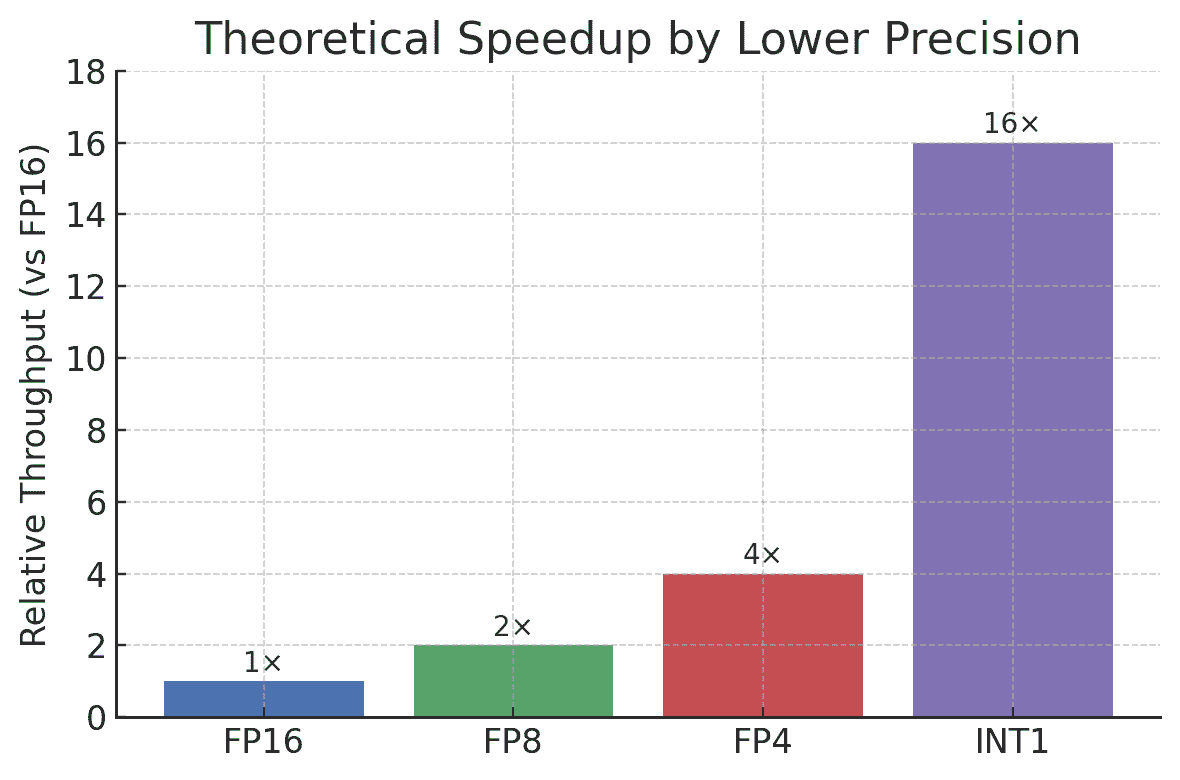 Theoretical Speedup by Lower Precision
Relative Throughput (vs FP16)
18
16
14
12
10
8
6
4
2
0
1×
2×
4×
16×
FP16
FP8
FP4
INT1